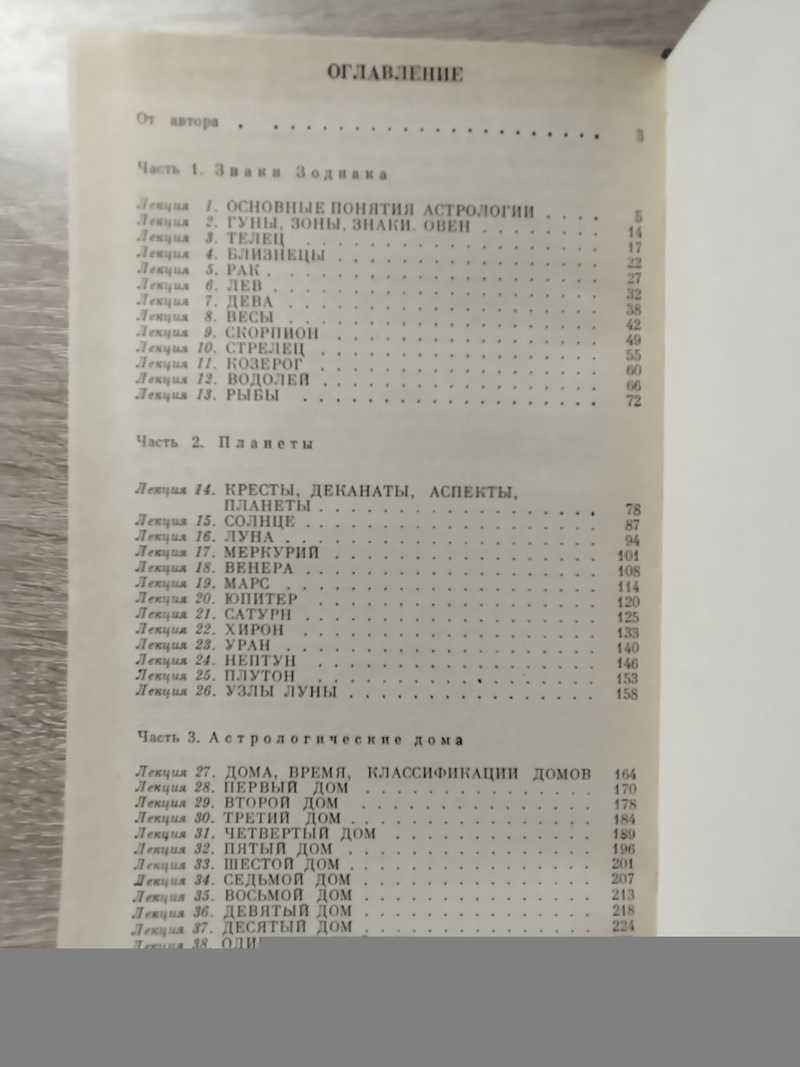 ОГЛАВЛЕНИЕ
От автора . . . . . . . . . . . . . . . . . . . 3
Часть 1. Знаки Зодиака
Лекция 1. ОСНОВНЫЕ ПОНЯТИЯ АСТРОЛОГИИ . . . . 5
Лекция 2. ГУНЫ, ЗОНЫ, ЗНАКИ. ОВЕН . . . . . . . 14
Лекция 3. ТЕЛЕЦ . . . . . . . . . . . . . . . 17
Лекция 4. БЛИЗНЕЦЫ . . . . . . . . . . . . . 22
Лекция 5. РАК . . . . . . . . . . . . . . . . 27
Лекция 6. ЛЕВ . . . . . . . . . . . . . . . . 32
Лекция 7. ДЕВА . . . . . . . . . . . . . . . 38
Лекция 8. ВЕСЫ . . . . . . . . . . . . . . . 42
Лекция 9. СКОРПИОН . . . . . . . . . . . . . 49
Лекция 10. СТРЕЛЕЦ . . . . . . . . . . . . . 55
Лекция 11. КОЗЕРОГ . . . . . . . . . . . . . 60
Лекция 12. ВОДОЛЕЙ . . . . . . . . . . . . . 66
Лекция 13. РЫБЫ . . . . . . . . . . . . . . 72
Часть 2. Планеты
Лекция 14. КРЕСТЫ, ДЕКАНАТЫ, АСПЕКТЫ,
ПЛАНЕТЫ . . . . . . . . . . . . . . 78
Лекция 15. СОЛНЦЕ . . . . . . . . . . . . . . 87
Лекция 16. ЛУНА . . . . . . . . . . . . . . . 94
Лекция 17. МЕРКУРИЙ . . . . . . . . . . . . . 101
Лекция 18. ВЕНЕРА . . . . . . . . . . . . . . 108
Лекция 19. МАРС . . . . . . . . . . . . . . . 114
Лекция 20. ЮПИТЕР . . . . . . . . . . . . . . 120
Лекция 21. САТУРН . . . . . . . . . . . . . . 125
Лекция 22. ХИРОН . . . . . . . . . . . . . . 133
Лекция 23. УРАН . . . . . . . . . . . . . . . 140
Лекция 24. НЕПТУН . . . . . . . . . . . . . . 146
Лекция 25. ПЛУТОН . . . . . . . . . . . . . . 153
Лекция 26. УЗЛЫ ЛУНЫ . . . . . . . . . . . . 158
Часть 3. Астрологические дома
Лекция 27. ДОМА, ВРЕМЯ, КЛАССИФИКАЦИИ ДОМОВ 164
Лекция 28. ПЕРВЫЙ ДОМ . . . . . . . . . . . . 170
Лекция 29. ВТОРОЙ ДОМ . . . . . . . . . . . . 178
Лекция 30. ТРЕТИЙ ДОМ . . . . . . . . . . . . 184
Лекция 31. ЧЕТВЕРТЫЙ ДОМ . . . . . . . . . . 189
Лекция 32. ПЯТЫЙ ДОМ . . . . . . . . . . . . 196
Лекция 33. ШЕСТОЙ ДОМ . . . . . . . . . . . . 201
Лекция 34. СЕДЬМОЙ ДОМ . . . . . . . . . . . 207
Лекция 35. ВОСЬМОЙ ДОМ . . . . . . . . . . . 213
Лекция 36. ДЕВЯТЫЙ ДОМ . . . . . . . . . . . 218
Лекция 37. ДЕСЯТЫЙ ДОМ . . . . . . . . . . . 224
Лекция 38.